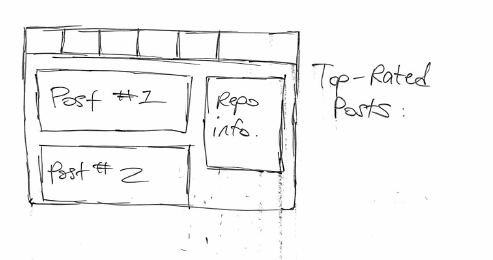 Post #1
Repo
info.
Post # 2
Top-Rated
Posts :